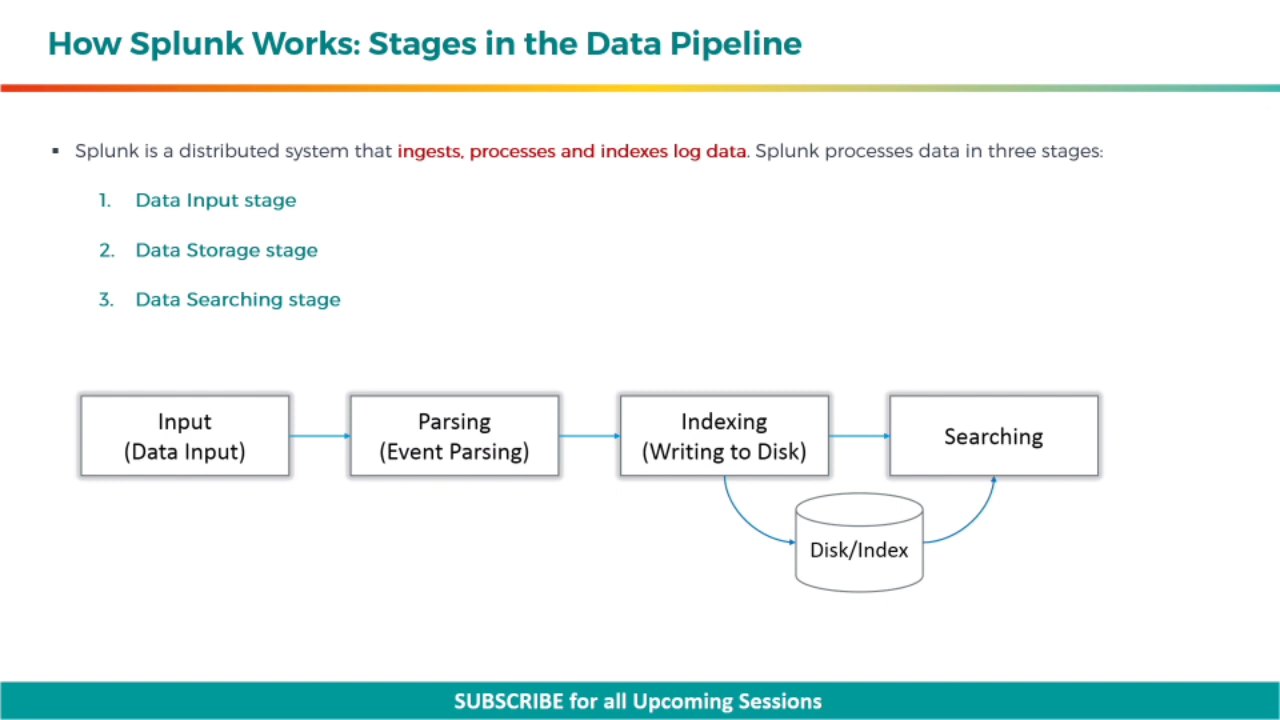 How Splunk Works: Stages in the Data Pipeline
▪ Splunk is a distributed system that ingests, processes and indexes log data. Splunk processes data in three stages:
1. Data Input stage
2. Data Storage stage
3. Data Searching stage
Input
(Data Input)
Parsing
(Event Parsing)
Indexing
(Writing to Disk)
Searching
Disk/Index
SUBSCRIBE for all Upcoming Sessions